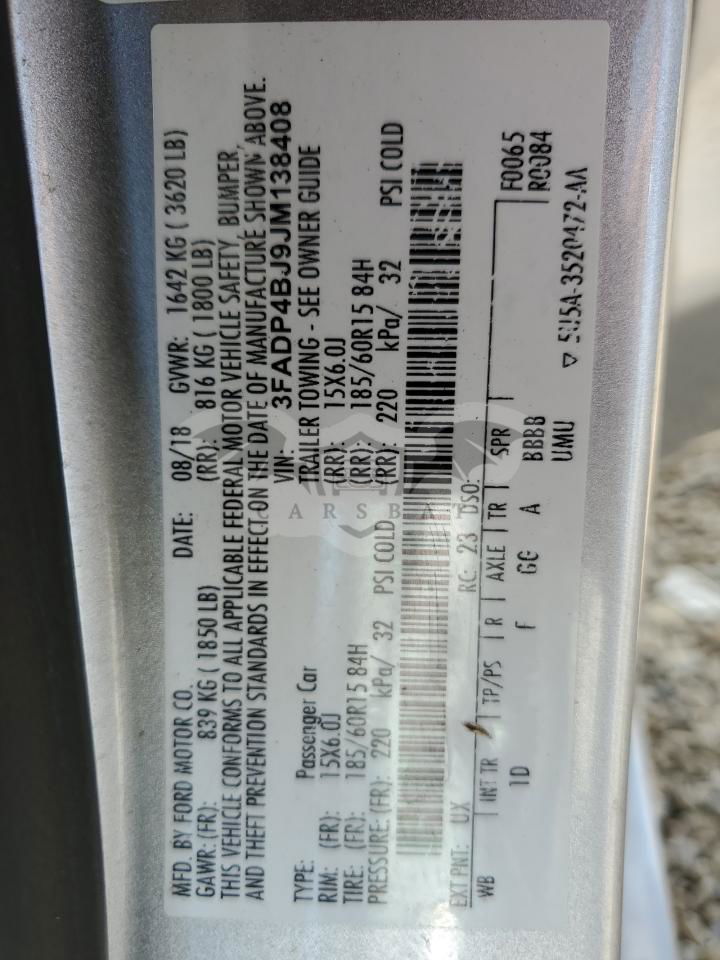 MFD. BY FORD MOTOR CO. DATE: 08/18 GVWR: 1642 KG ( 3620 LB)
GAWR: (FR): 839 KG ( 1850 LB) (RR): 816 KG ( 1800 LB)
THIS VEHICLE CONFORMS TO ALL APPLICABLE FEDERAL MOTOR VEHICLE SAFETY, BUMPER,
AND THEFT PREVENTION STANDARDS IN EFFECT ON THE DATE OF MANUFACTURE SHOWN ABOVE.
VIN: 3FADP4BJ9JM138408
TYPE: Passenger Car TRAILER TOWING - SEE OWNER GUIDE
RIM: (FR): 15X6.0J (RR): 15X6.0J
TIRE: (FR): 185/60R15 84H (RR): 185/60R15 84H
PRESSURE: (FR): 220 kPa/ 32 PSI COLD (RR): 220 kPa/ 32 PSI COLD
CARSBAT
EXT PNT: UX RC: 23 DSO:
WB INT TR TP/PS R AXLE TR SPR F0065
1D f GG A BBBB R0084
UMU
▽ 5U5A-3520472-AA